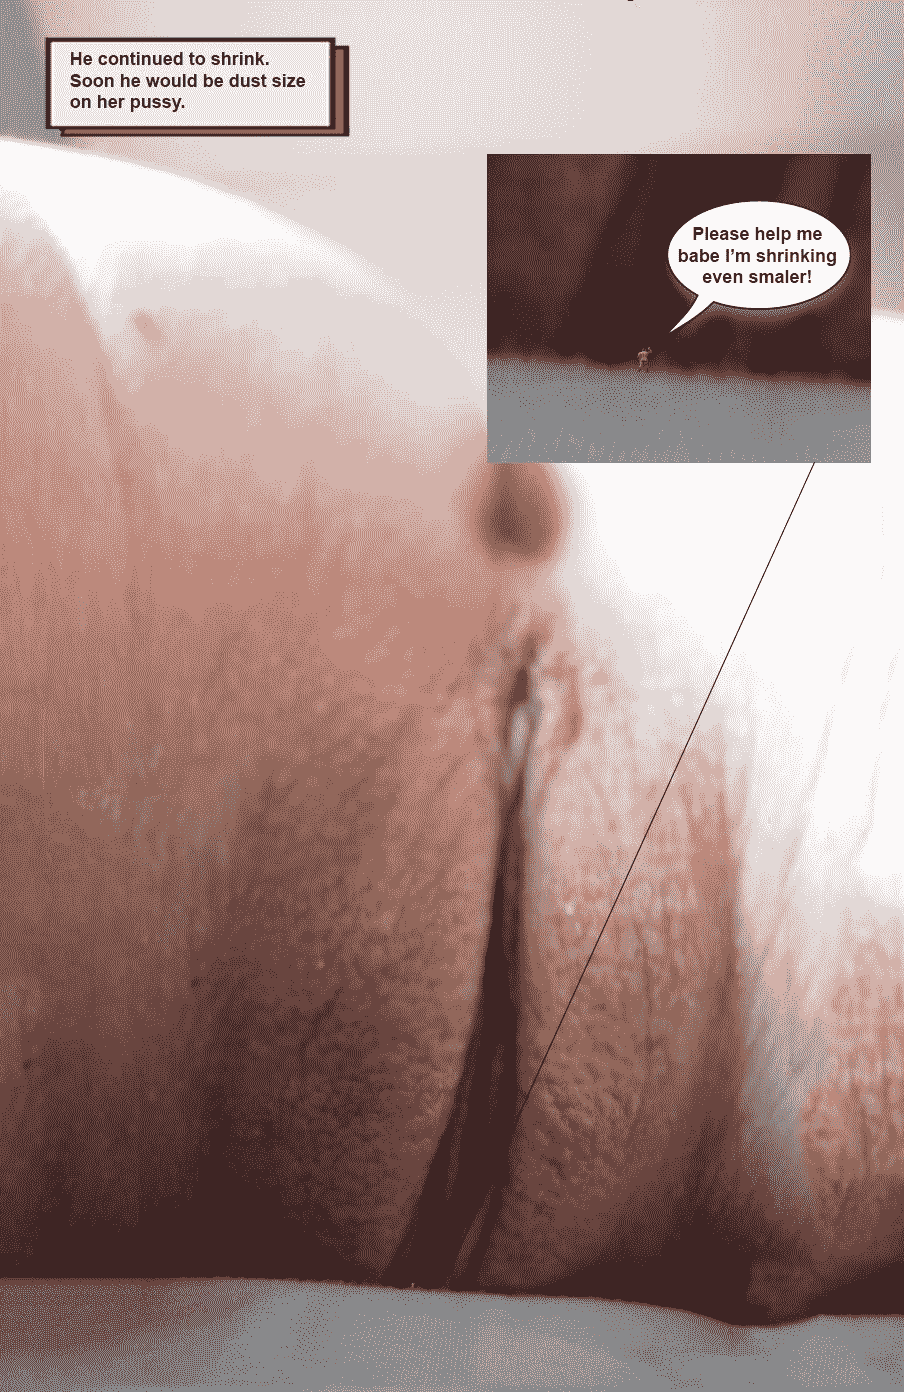 He continued to shrink.
Soon he would be dust size
on her pussy.
Please help me
babe I'm shrinking
even smaler!